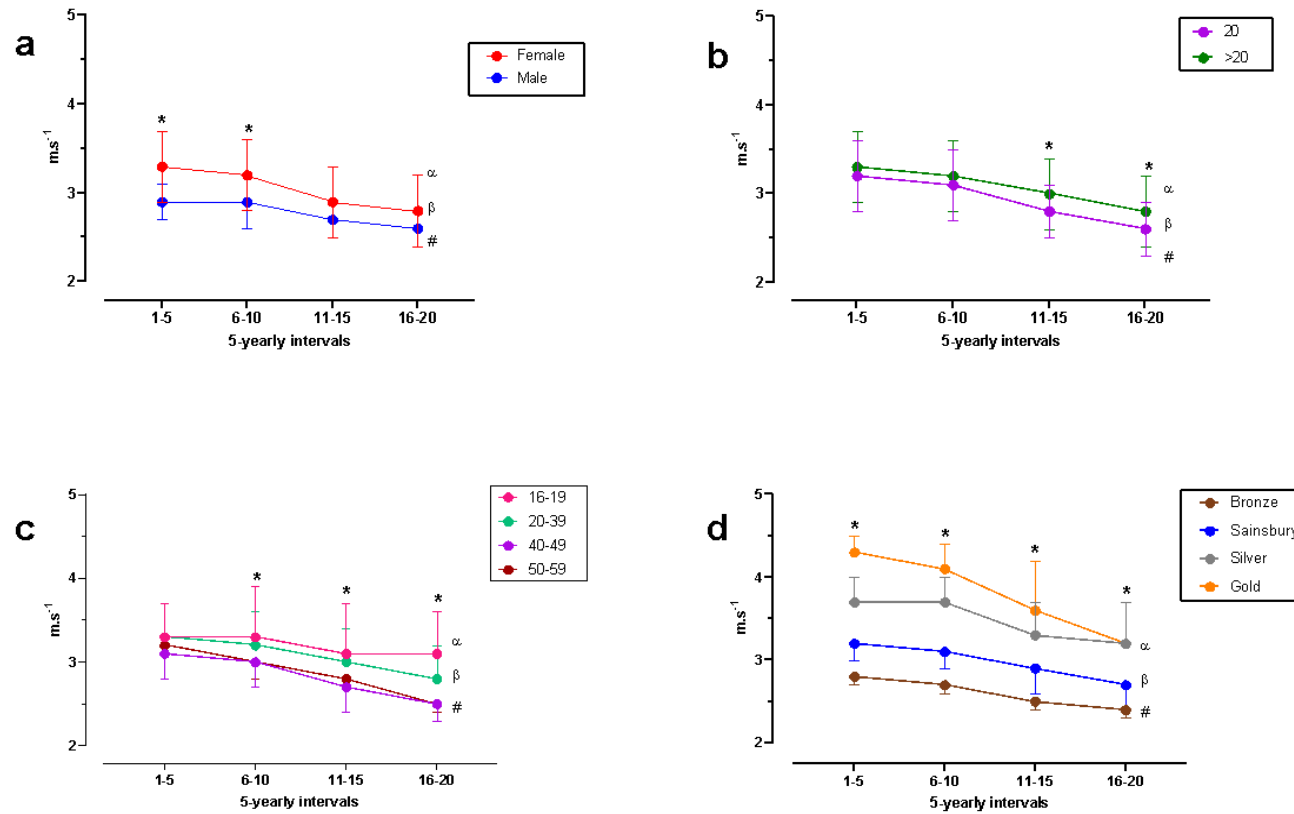 a
Female
Male
5
4
3
2
m.s-1
*
*
α
β
#
1-5
6-10
11-15
16-20
5-yearly intervals
b
20
>20
5
4
3
2
m.s-1
*
*
α
β
#
1-5
6-10
11-15
16-20
5-yearly intervals
c
16-19
20-39
40-49
50-59
5
4
3
2
m.s-1
*
*
*
α
β
#
1-5
6-10
11-15
16-20
5-yearly intervals
d
Bronze
Sainsbury
Silver
Gold
5
4
3
2
m.s-1
*
*
*
*
α
β
#
1-5
6-10
11-15
16-20
5-yearly intervals